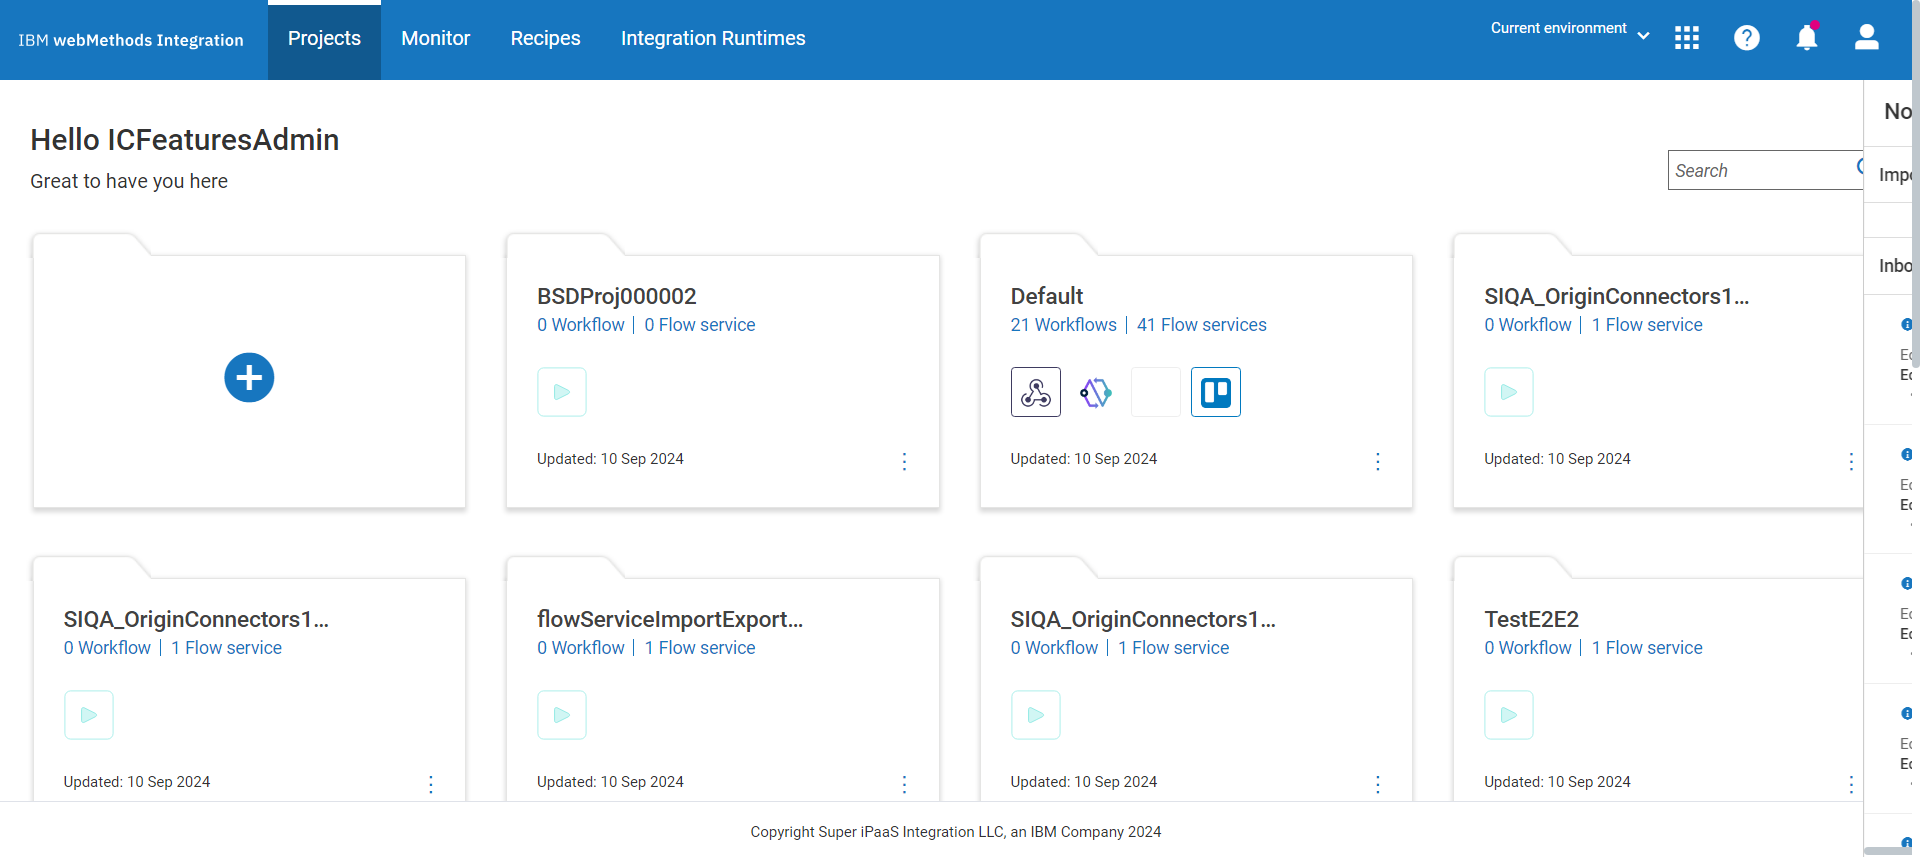 IBM webMethods Integration
Projects
Monitor
Recipes
Integration Runtimes
Current environment
Hello ICFeaturesAdmin
Great to have you here
Search
No
Impo
Inbo
BSDProj000002
0 Workflow | 0 Flow service
Updated: 10 Sep 2024
Default
21 Workflows | 41 Flow services
Updated: 10 Sep 2024
SIQA_OriginConnectors1...
0 Workflow | 1 Flow service
Updated: 10 Sep 2024
SIQA_OriginConnectors1...
0 Workflow | 1 Flow service
Updated: 10 Sep 2024
flowServiceImportExport...
0 Workflow | 1 Flow service
Updated: 10 Sep 2024
SIQA_OriginConnectors1...
0 Workflow | 1 Flow service
Updated: 10 Sep 2024
TestE2E2
0 Workflow | 1 Flow service
Updated: 10 Sep 2024
Copyright Super iPaaS Integration LLC, an IBM Company 2024